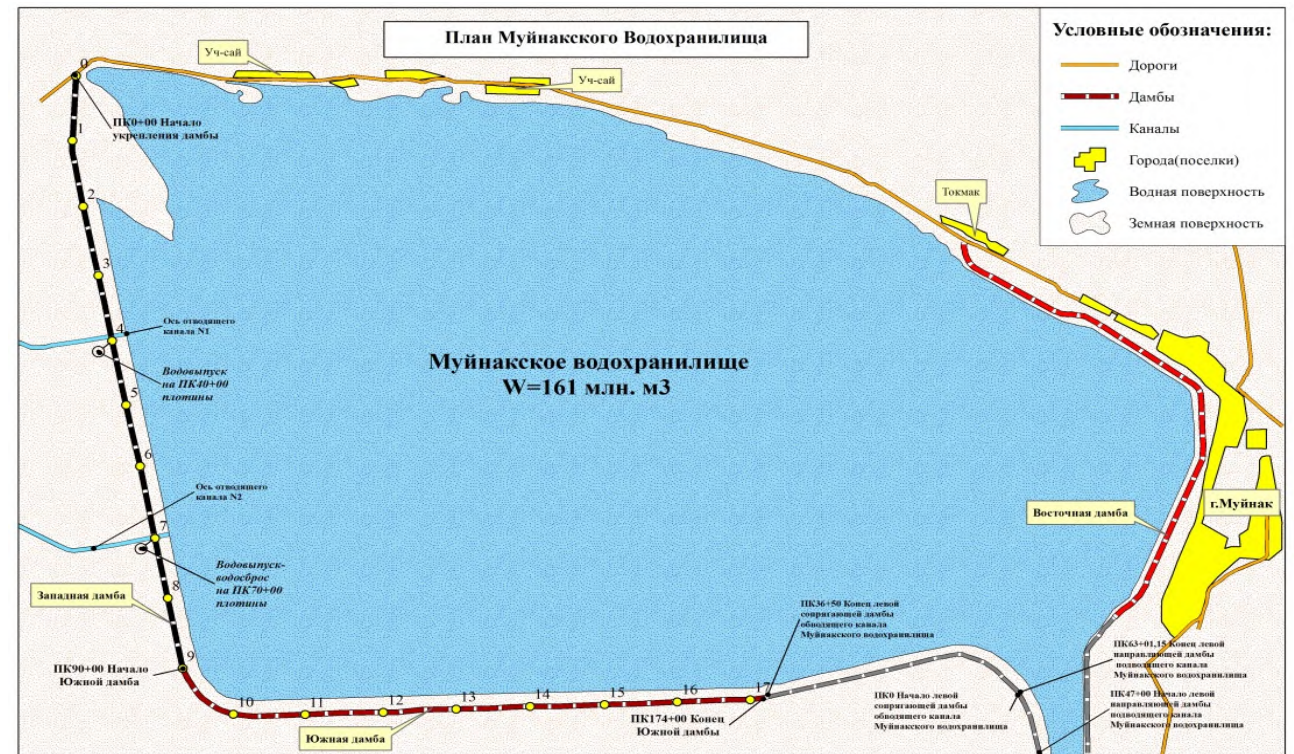 План Муйнакского Водохранилища
Условные обозначения:
Дороги
Дамбы
Каналы
Города(поселки)
Водная поверхность
Земная поверхность
Уч-сай
Уч-сай
0
ПК0+00 Начало
укрепления дамбы
1
2
3
4
5
6
7
8
9
Токмак
Ось отводящего
канала N1
Водовыпуск
на ПК40+00
плотины
Муйнакское водохранилище
W=161 млн. м3
Ось отводящего
канала N2
Водовыпуск-
водосброс
на ПК70+00
плотины
г.Муйнак
Восточная дамба
Западная дамба
ПК90+00 Начало
Южной дамба
10
11
12
13
14
15
16
17
Южная дамба
ПК174+00 Конец
Южной дамбы
ПК36+50 Конец левой
сопрягающей дамбы
обводящего канала
Муйнакского водохранилища
ПК0 Начало левой
сопрягающей дамбы
обводящего канала
Муйнакского водохранилища
ПК63+01,15 Конец левой
направляющей дамбы
подводящего канала
Муйнакского водохранилища
ПК47+00 Начало левой
направляющей дамбы
подводящего канала
Муйнакского водохранилища